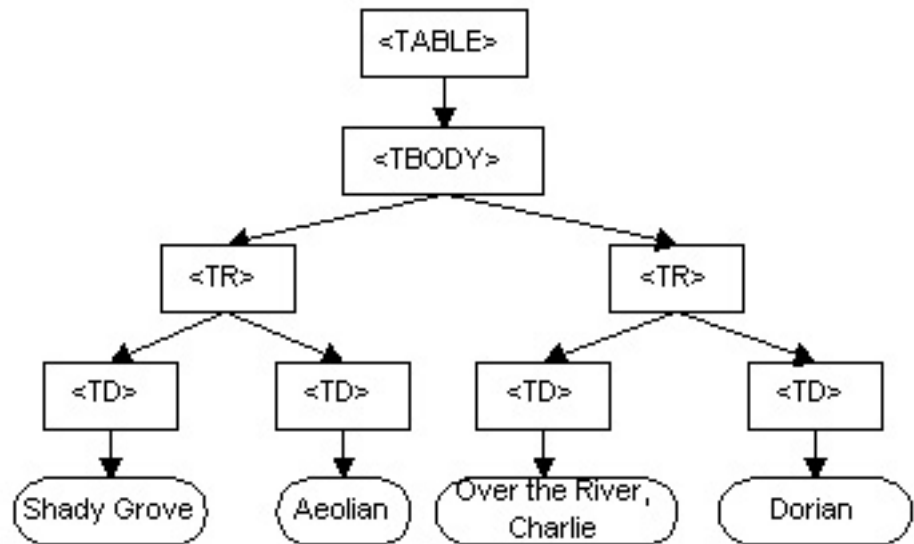 <TABLE>
<TBODY>
<TR>
<TR>
<TD>
<TD>
<TD>
<TD>
Shady Grove
Aeolian
Over the River,
Charlie
Dorian